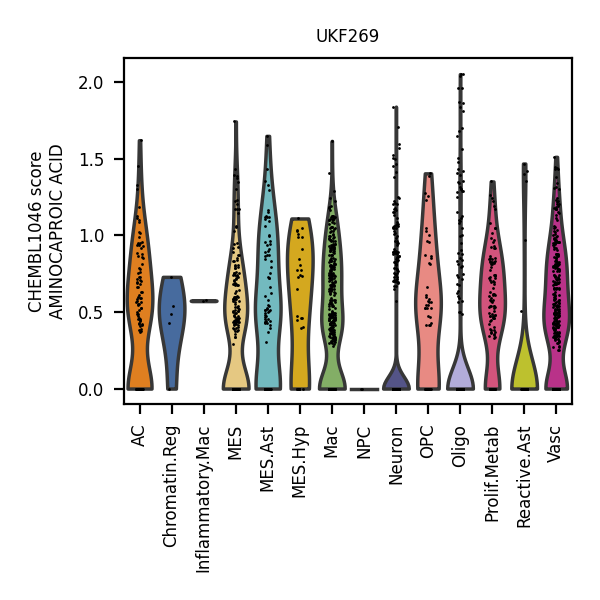 UKF269
CHEMBL1046 score
AMINOCAPROIC ACID
2.0
1.5
1.0
0.5
0.0
AC
Chromatin.Reg
Inflammatory.Mac
MES
MES.Ast
MES.Hyp
Mac
NPC
Neuron
OPC
Oligo
Prolif.Metab
Reactive.Ast
Vasc